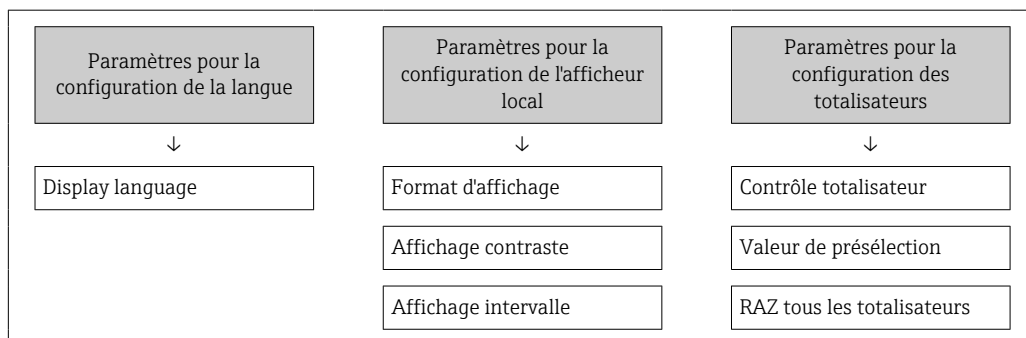 Paramètres pour la
configuration de la langue
↓
Display language
Paramètres pour la
configuration de l'afficheur
local
↓
Format d'affichage
Affichage contraste
Affichage intervalle
Paramètres pour la
configuration des
totalisateurs
↓
Contrôle totalisateur
Valeur de présélection
RAZ tous les totalisateurs